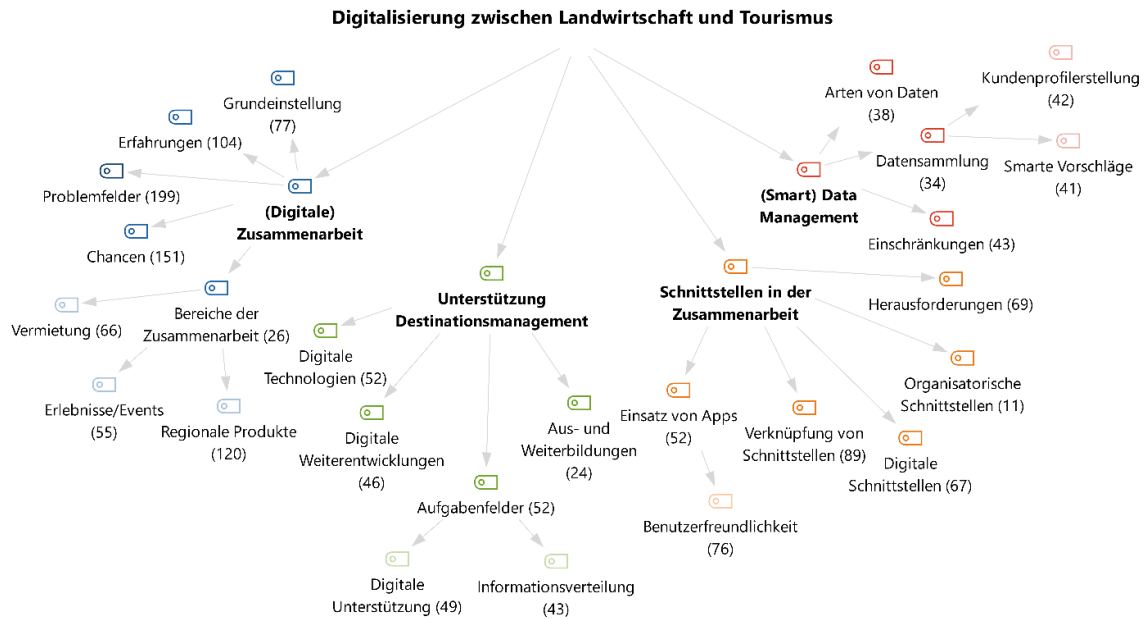 Digitalisierung zwischen Landwirtschaft und Tourismus
Grundeinstellung
(77)
Erfahrungen (104)
Problemfelder (199)
(Digitale)
Zusammenarbeit
Chancen (151)
Bereiche der
Zusammenarbeit (26)
Vermietung (66)
Erlebnisse/Events
(55)
Regionale Produkte
(120)
Unterstützung
Destinationsmanagement
Digitale
Technologien (52)
Digitale
Weiterentwicklungen
(46)
Aufgabenfelder (52)
Aus- und
Weiterbildungen
(24)
Digitale
Unterstützung (49)
Informationsverteilung
(43)
Schnittstellen in der
Zusammenarbeit
Einsatz von Apps
(52)
Benutzerfreundlichkeit
(76)
Verknüpfung von
Schnittstellen (89)
Digitale
Schnittstellen (67)
Organisatorische
Schnittstellen (11)
Herausforderungen (69)
(Smart) Data
Management
Arten von Daten
(38)
Datensammlung
(34)
Kundenprofilerstellung
(42)
Smarte Vorschläge
(41)
Einschränkungen (43)